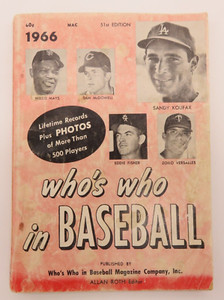 60¢ MAC. 51st EDITION
1966
WILLIE MAYS
SAM McDOWELL
SANDY KOUFAX
Lifetime Records
Plus PHOTOS
of More Than
500 Players
EDDIE FISHER
ZOILO VERSALLES
who's who
in BASEBALL
PUBLISHED BY
Who's Who in Baseball Magazine Company, Inc.
ALLAN ROTH-Editor